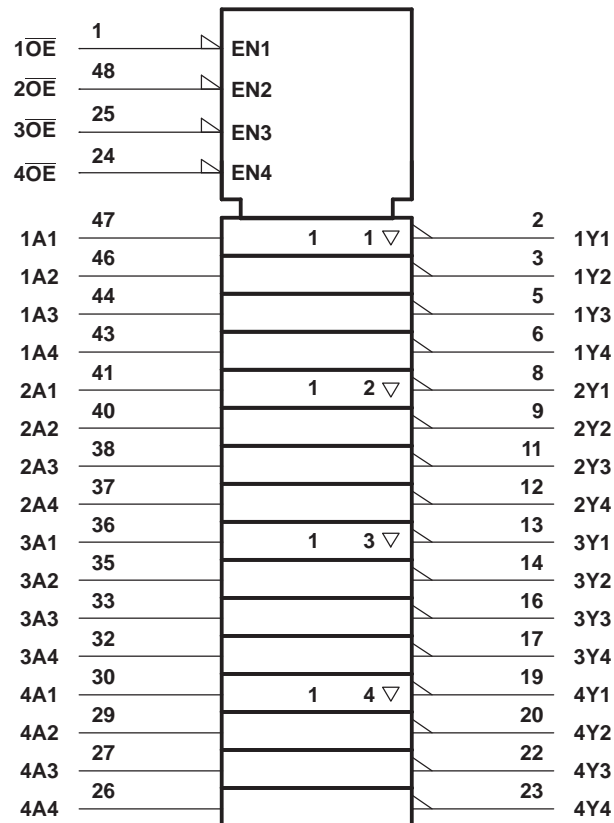 1O̅E̅ 1 EN1
2O̅E̅ 48 EN2
3O̅E̅ 25 EN3
4O̅E̅ 24 EN4
1A1 47 1 1 ▽ 2 1Y1
1A2 46 3 1Y2
1A3 44 5 1Y3
1A4 43 6 1Y4
2A1 41 1 2 ▽ 8 2Y1
2A2 40 9 2Y2
2A3 38 11 2Y3
2A4 37 12 2Y4
3A1 36 1 3 ▽ 13 3Y1
3A2 35 14 3Y2
3A3 33 16 3Y3
3A4 32 17 3Y4
4A1 30 1 4 ▽ 19 4Y1
4A2 29 20 4Y2
4A3 27 22 4Y3
4A4 26 23 4Y4